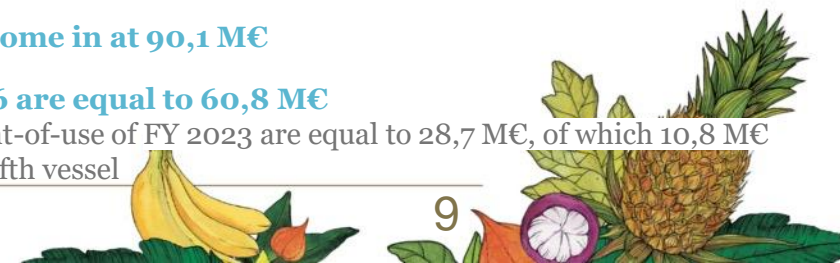 ome in at 90,1 M€
6 are equal to 60,8 M€
nt-of-use of FY 2023 are equal to 28,7 M€, of which 10,8 M€
fth vessel
9